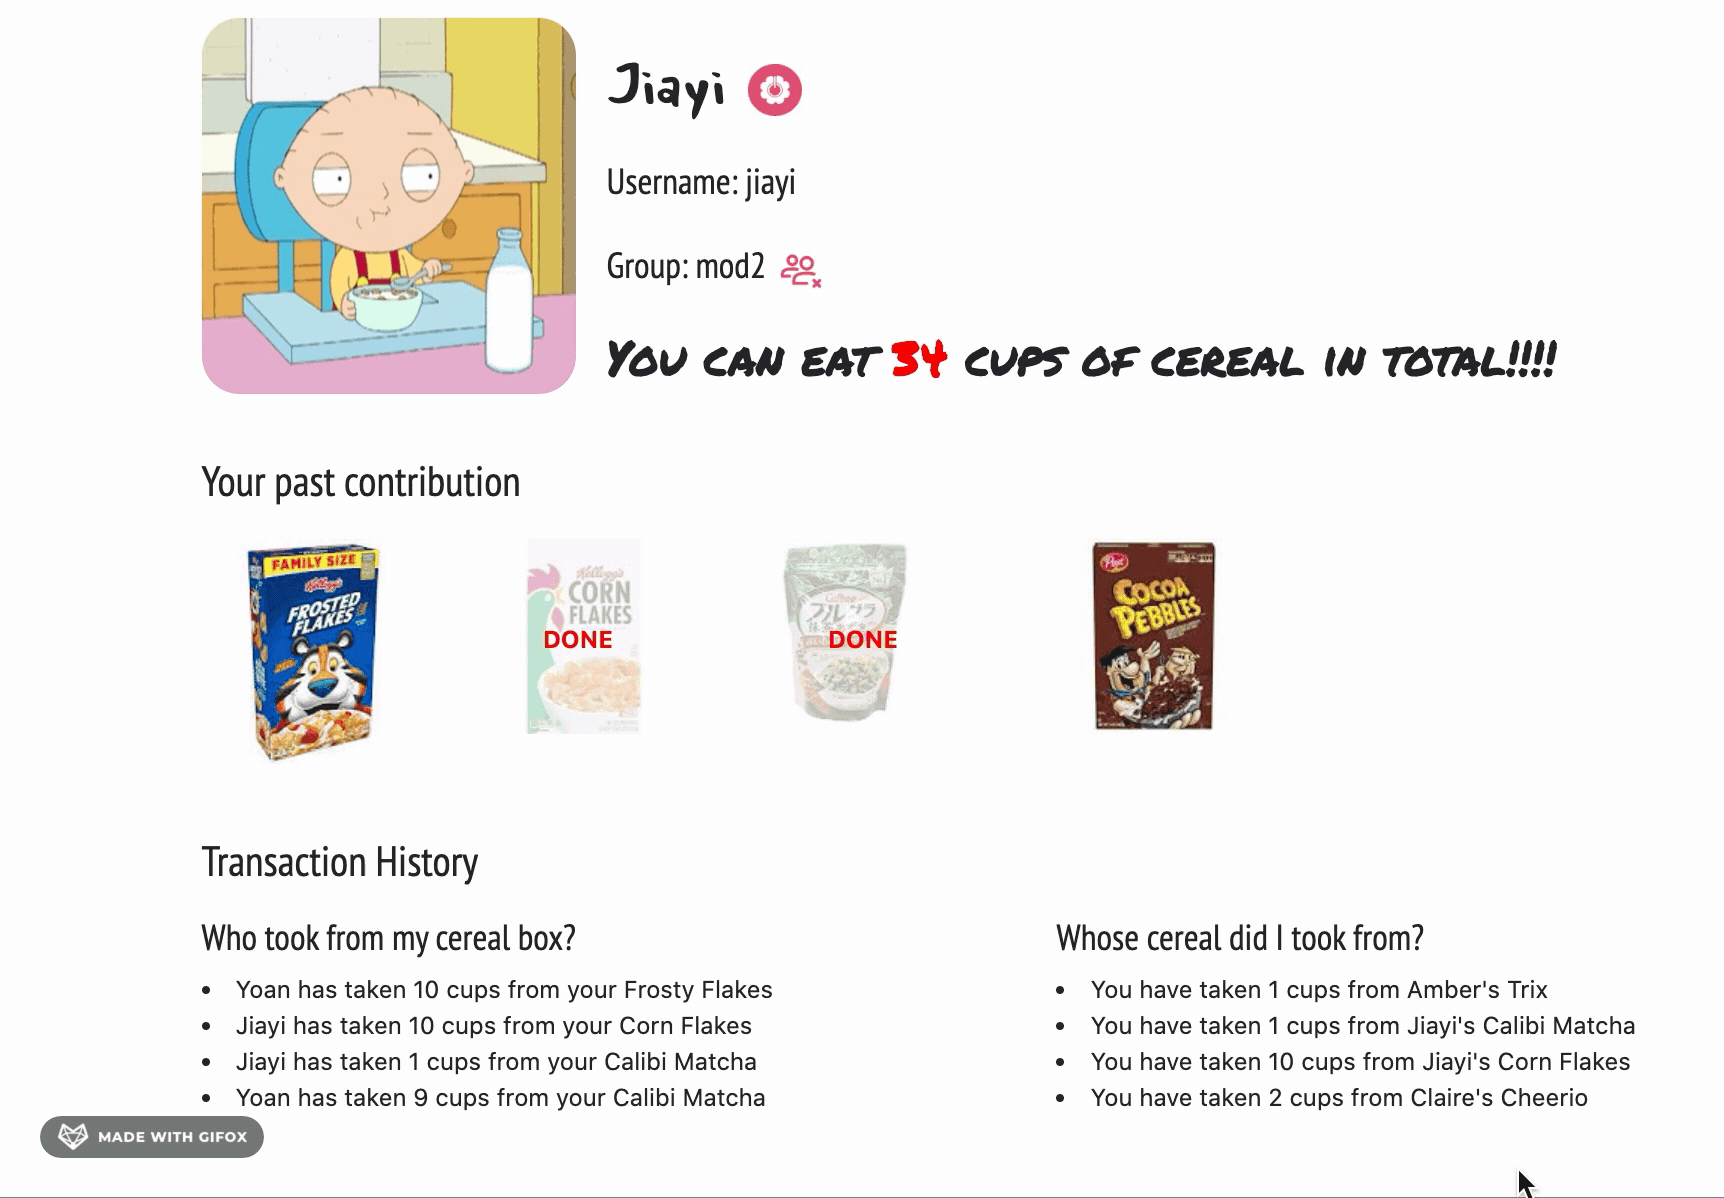 Jiayi
Username: jiayi
Group: mod2
You can eat 34 cups of cereal in total!!!!
Your past contribution
FAMILY SIZE
Kellogg's
FROSTED
FLAKES
Kellogg's
CORN
FLAKES
DONE
Calbee
フルグラ
DONE
Post
COCOA
PEBBLES
Transaction History
Who took from my cereal box?
• Yoan has taken 10 cups from your Frosty Flakes
• Jiayi has taken 10 cups from your Corn Flakes
• Jiayi has taken 1 cups from your Calibi Matcha
• Yoan has taken 9 cups from your Calibi Matcha
Whose cereal did I took from?
• You have taken 1 cups from Amber's Trix
• You have taken 1 cups from Jiayi's Calibi Matcha
• You have taken 10 cups from Jiayi's Corn Flakes
• You have taken 2 cups from Claire's Cheerio
MADE WITH GIFOX